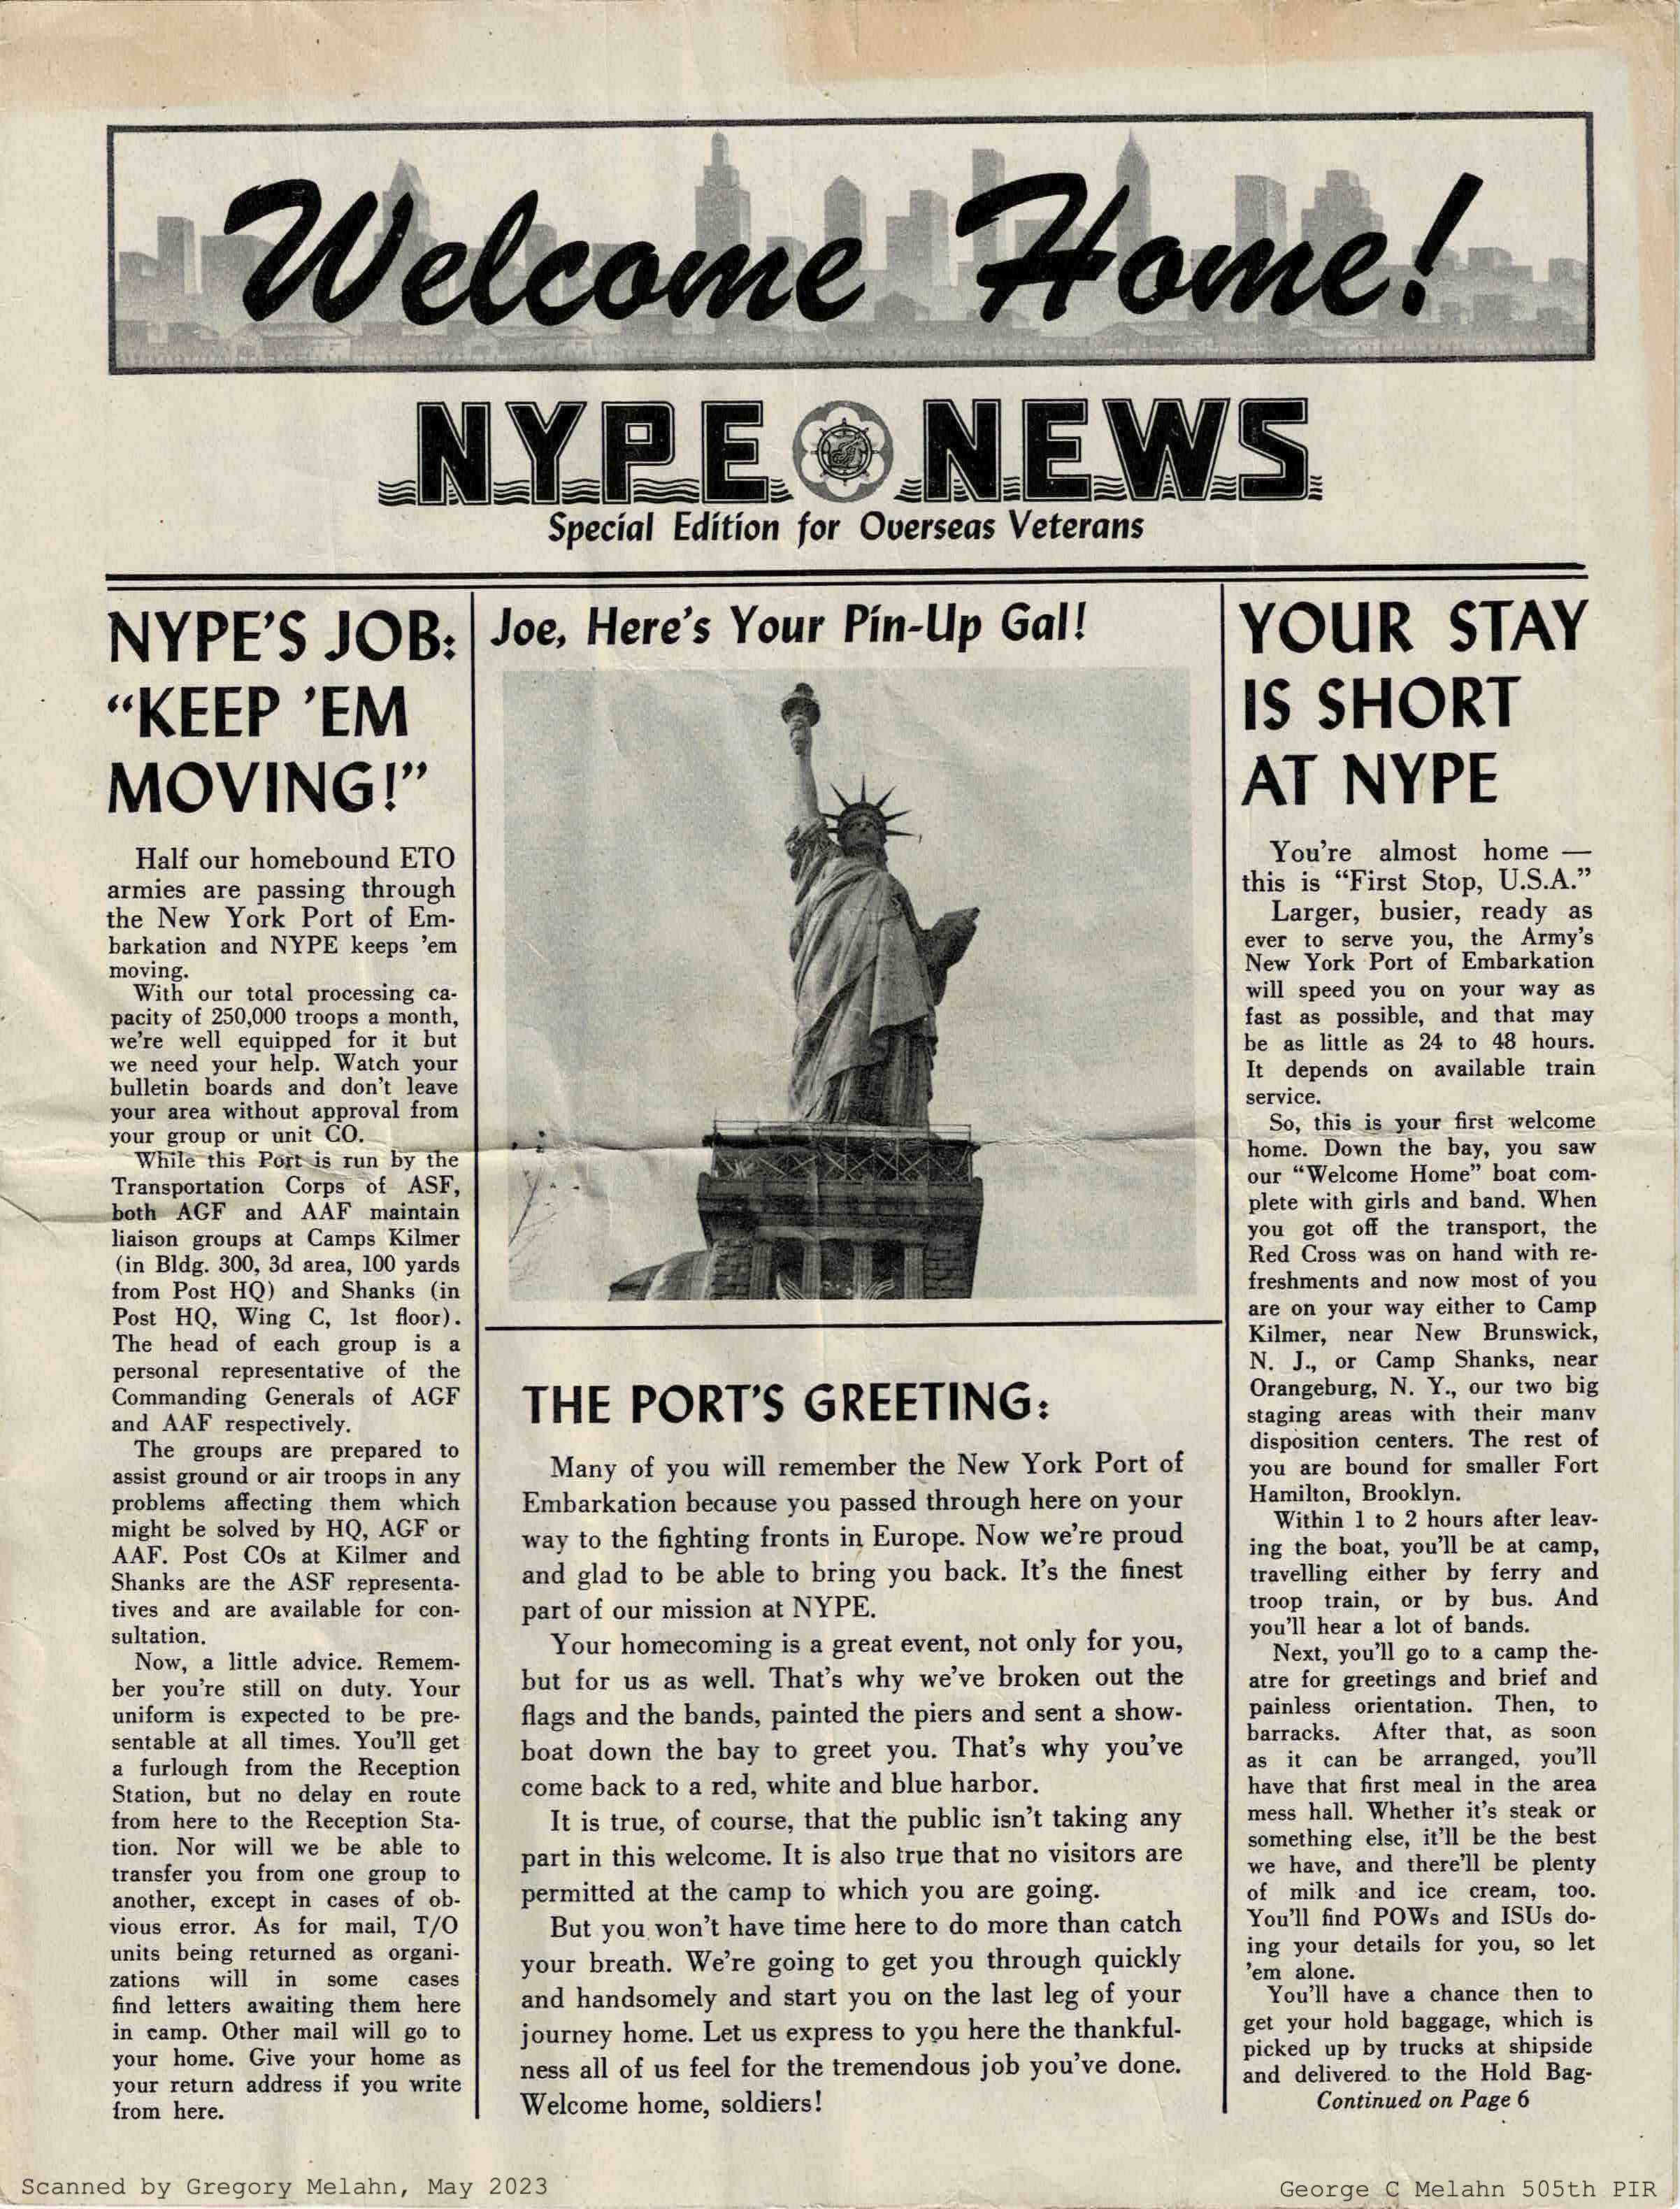 Welcome Home!
NYPE NEWS
Special Edition for Overseas Veterans
NYPE'S JOB:
“KEEP 'EM
MOVING!”
Half our homebound ETO
armies are passing through
the New York Port of Em-
barkation and NYPE keeps 'em
moving.
With our total processing ca-
pacity of 250,000 troops a month,
we're well equipped for it but
we need your help. Watch your
bulletin boards and don't leave
your area without approval from
your group or unit CO.
While this Port is run by the
Transportation Corps of ASF,
both AGF and AAF maintain
liaison groups at Camps Kilmer
(in Bldg. 300, 3d area, 100 yards
from Post HQ) and Shanks (in
Post HQ, Wing C, 1st floor).
The head of each group is a
personal representative of the
Commanding Generals of AGF
and AAF respectively.
The groups are prepared to
assist ground or air troops in any
problems affecting them which
might be solved by HQ, AGF or
AAF. Post COs at Kilmer and
Shanks are the ASF representa-
tives and are available for con-
sultation.
Now, a little advice. Remem-
ber you're still on duty. Your
uniform is expected to be pre-
sentable at all times. You'll get
a furlough from the Reception
Station, but no delay en route
from here to the Reception Sta-
tion. Nor will we be able to
transfer you from one group to
another, except in cases of ob-
vious error. As for mail, T/O
units being returned as organi-
zations will in some cases
find letters awaiting them here
in camp. Other mail will go to
your home. Give your home as
your return address if you write
from here.
Joe, Here's Your Pin-Up Gal!
THE PORT'S GREETING:
Many of you will remember the New York Port of
Embarkation because you passed through here on your
way to the fighting fronts in Europe. Now we're proud
and glad to be able to bring you back. It's the finest
part of our mission at NYPE.
Your homecoming is a great event, not only for you,
but for us as well. That's why we've broken out the
flags and the bands, painted the piers and sent a show-
boat down the bay to greet you. That's why you've
come back to a red, white and blue harbor.
It is true, of course, that the public isn't taking any
part in this welcome. It is also true that no visitors are
permitted at the camp to which you are going.
But you won't have time here to do more than catch
your breath. We're going to get you through quickly
and handsomely and start you on the last leg of your
journey home. Let us express to you here the thankful-
ness all of us feel for the tremendous job you've done.
Welcome home, soldiers!
YOUR STAY
IS SHORT
AT NYPE
You're almost home —
this is “First Stop, U.S.A.”
Larger, busier, ready as
ever to serve you, the Army's
New York Port of Embarkation
will speed you on your way as
fast as possible, and that may
be as little as 24 to 48 hours.
It depends on available train
service.
So, this is your first welcome
home. Down the bay, you saw
our “Welcome Home” boat com-
plete with girls and band. When
you got off the transport, the
Red Cross was on hand with re-
freshments and now most of you
are on your way either to Camp
Kilmer, near New Brunswick,
N. J., or Camp Shanks, near
Orangeburg, N. Y., our two big
staging areas with their many
disposition centers. The rest of
you are bound for smaller Fort
Hamilton, Brooklyn.
Within 1 to 2 hours after leav-
ing the boat, you'll be at camp,
travelling either by ferry and
troop train, or by bus. And
you'll hear a lot of bands.
Next, you'll go to a camp the-
atre for greetings and brief and
painless orientation. Then, to
barracks. After that, as soon
as it can be arranged, you'll
have that first meal in the area
mess hall. Whether it's steak or
something else, it'll be the best
we have, and there'll be plenty
of milk and ice cream, too.
You'll find POWs and ISUs do-
ing your details for you, so let
'em alone.
You'll have a chance then to
get your hold baggage, which is
picked up by trucks at shipside
and delivered to the Hold Bag-
Continued on Page 6
Scanned by Gregory Melahn, May 2023
George C Melahn 505th PIR